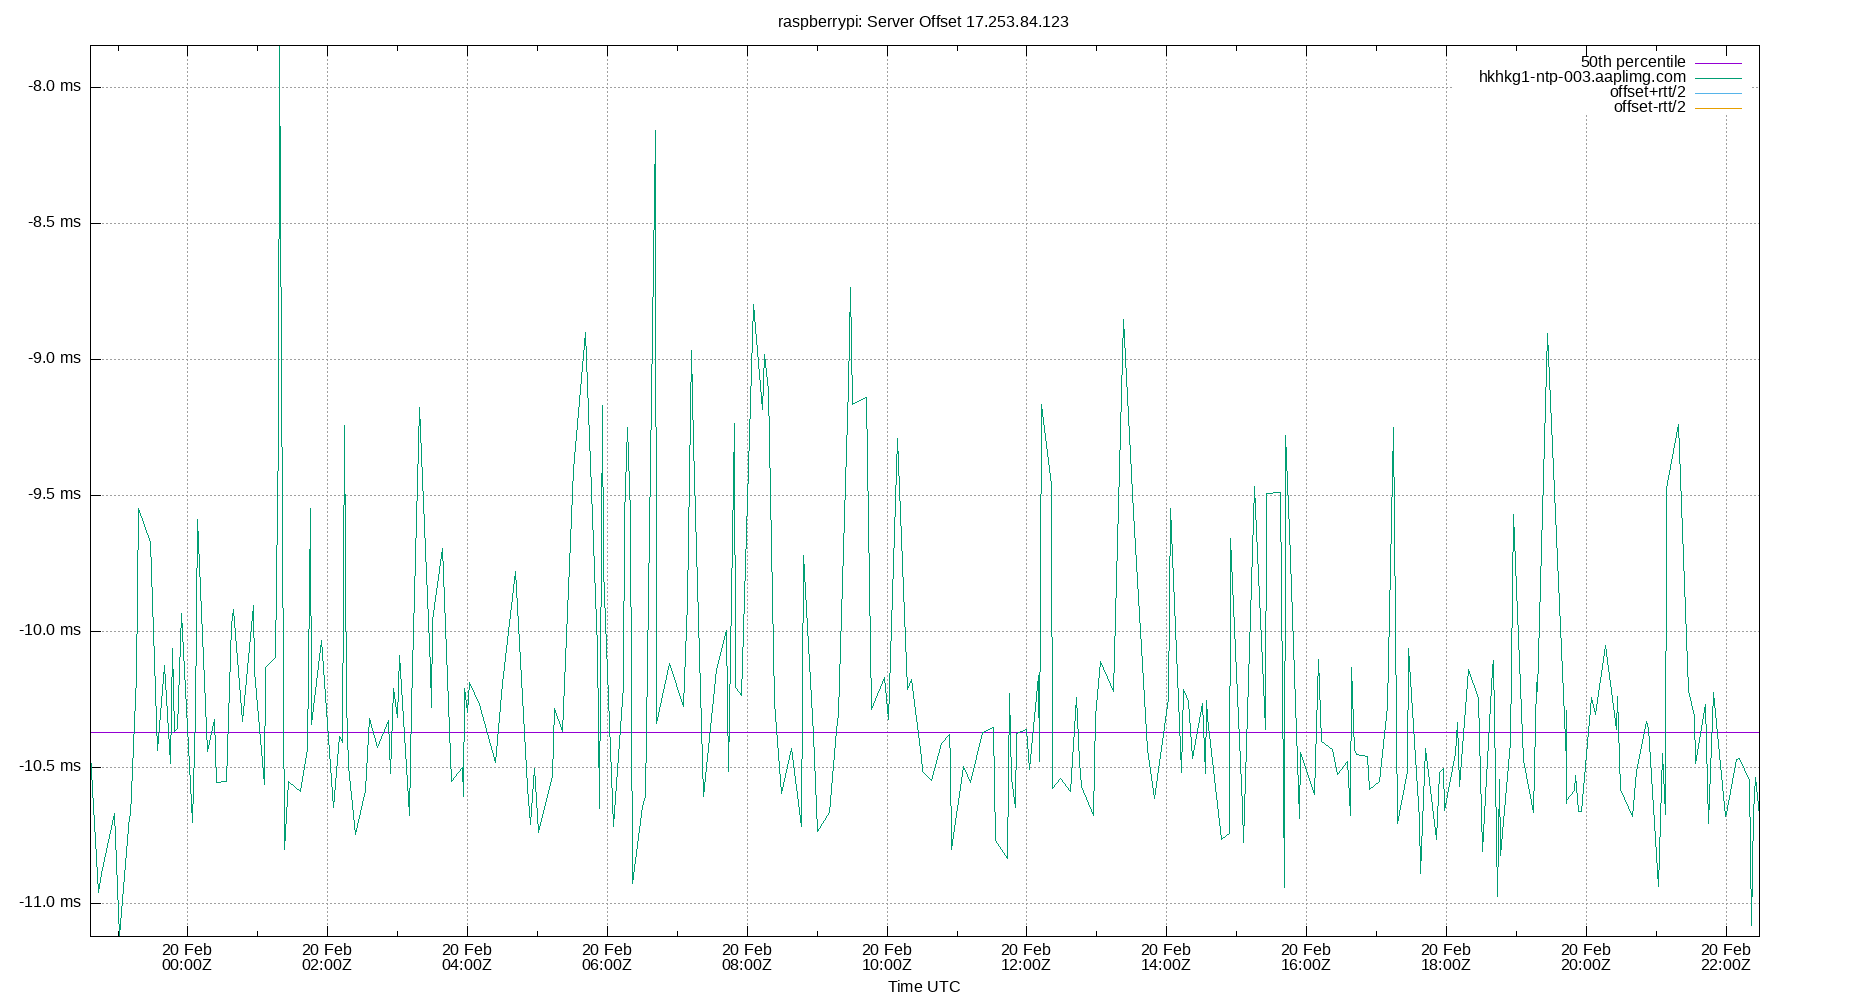 raspberrypi: Server Offset 17.253.84.123
50th percentile
hkhkg1-ntp-003.aaplimg.com
offset+rtt/2
offset-rtt/2
-8.0 ms
-8.5 ms
-9.0 ms
-9.5 ms
-10.0 ms
-10.5 ms
-11.0 ms
20 Feb 20 Feb 20 Feb 20 Feb 20 Feb 20 Feb 20 Feb 20 Feb 20 Feb 20 Feb 20 Feb 20 Feb
00:00Z 02:00Z 04:00Z 06:00Z 08:00Z 10:00Z 12:00Z 14:00Z 16:00Z 18:00Z 20:00Z 22:00Z
Time UTC